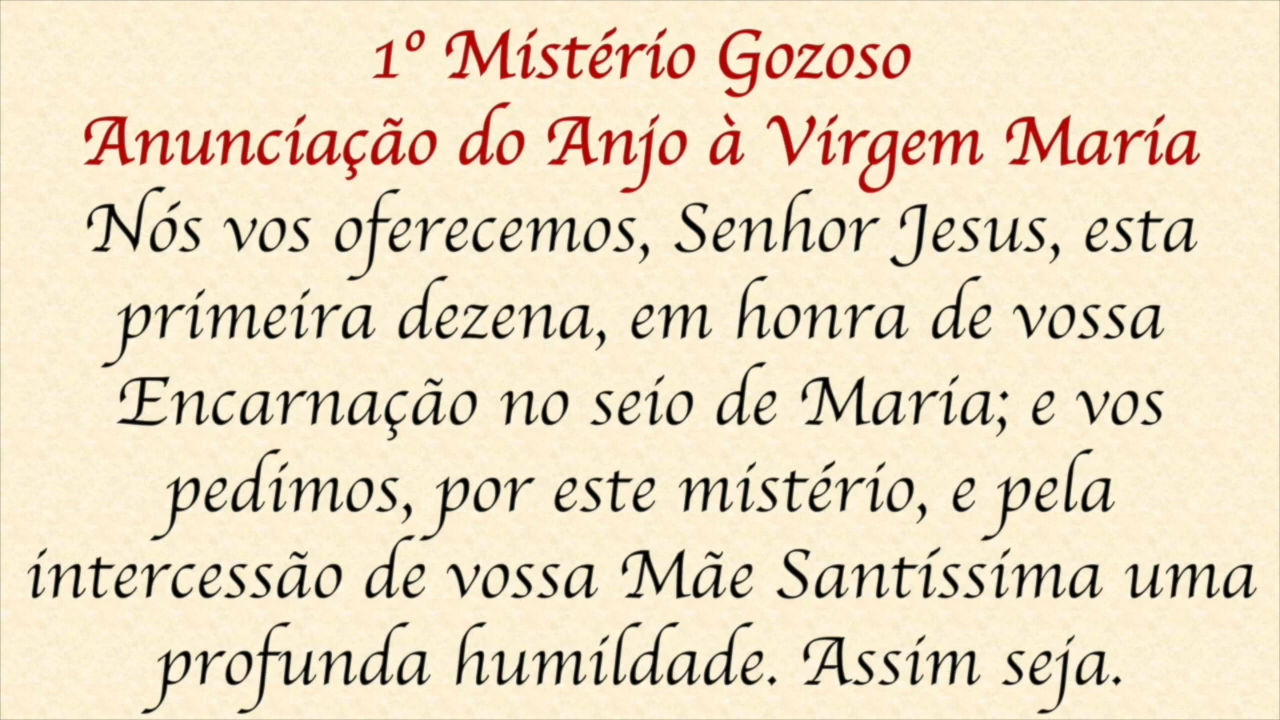 1º Mistério Gozoso
Anunciação do Anjo à Virgem Maria
Nós vos oferecemos, Senhor Jesus, esta
primeira dezena, em honra de vossa
Encarnação no seio de Maria; e vos
pedimos, por este mistério, e pela
intercessão de vossa Mãe Santíssima uma
profunda humildade. Assim seja.